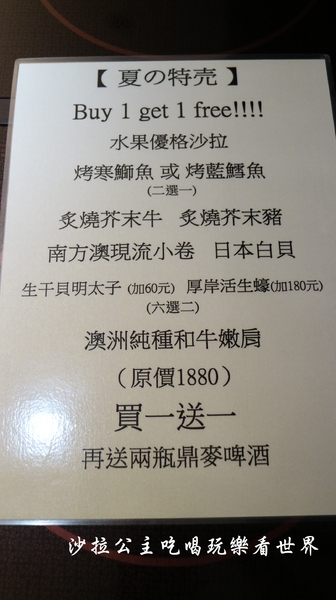 【 夏の特売 】
Buy 1 get 1 free!!!!
水果優格沙拉
烤寒鰤魚 或 烤藍鱈魚
(二選一)
炙燒芥末牛 炙燒芥末豬
南方澳現流小卷 日本白貝
生干貝明太子 (加60元) 厚岸活生蠔(加180元)
(六選二)
澳洲純種和牛嫩肩
（原價1880）
買一送一
再送兩瓶鼎麥啤酒
沙拉公主吃喝玩樂看世界